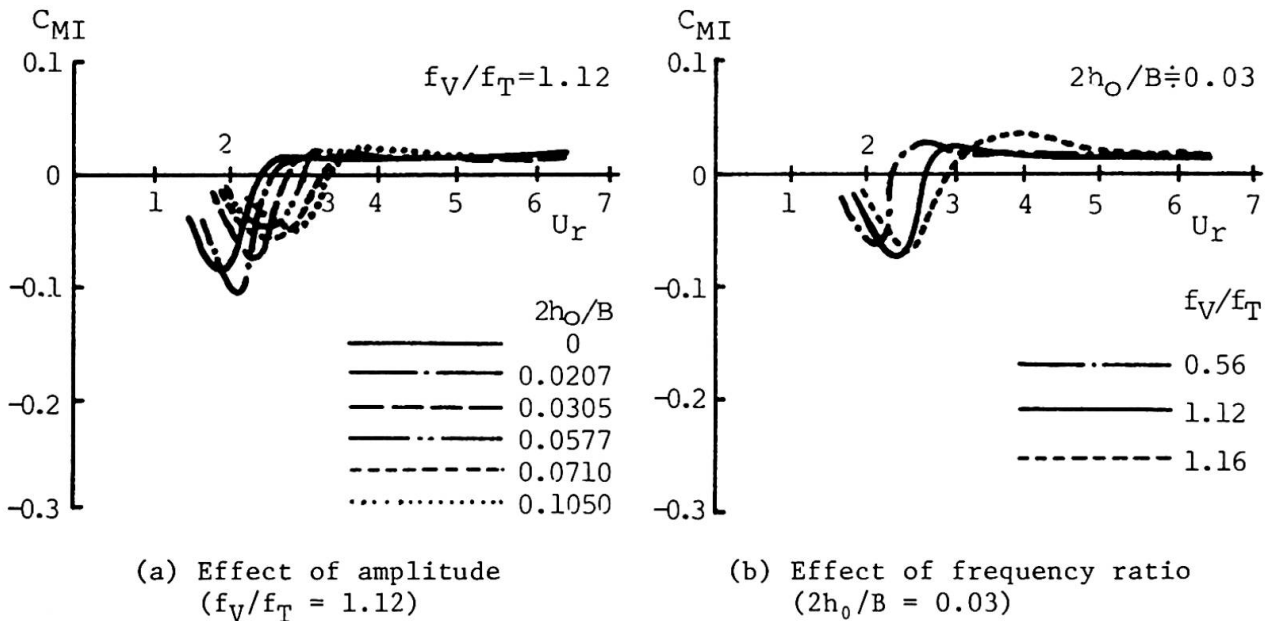 C_MI
0.1
f_V/f_T=1.12
2
0
1
3
4
5
6
7
U_r
-0.1
-0.2
-0.3
2h_O/B
0
0.0207
0.0305
0.0577
0.0710
0.1050
(a) Effect of amplitude
(f_V/f_T = 1.12)
C_MI
0.1
2h_O/B≒0.03
2
0
1
3
4
5
6
7
U_r
-0.1
-0.2
-0.3
f_V/f_T
0.56
1.12
1.16
(b) Effect of frequency ratio
(2h_0/B = 0.03)